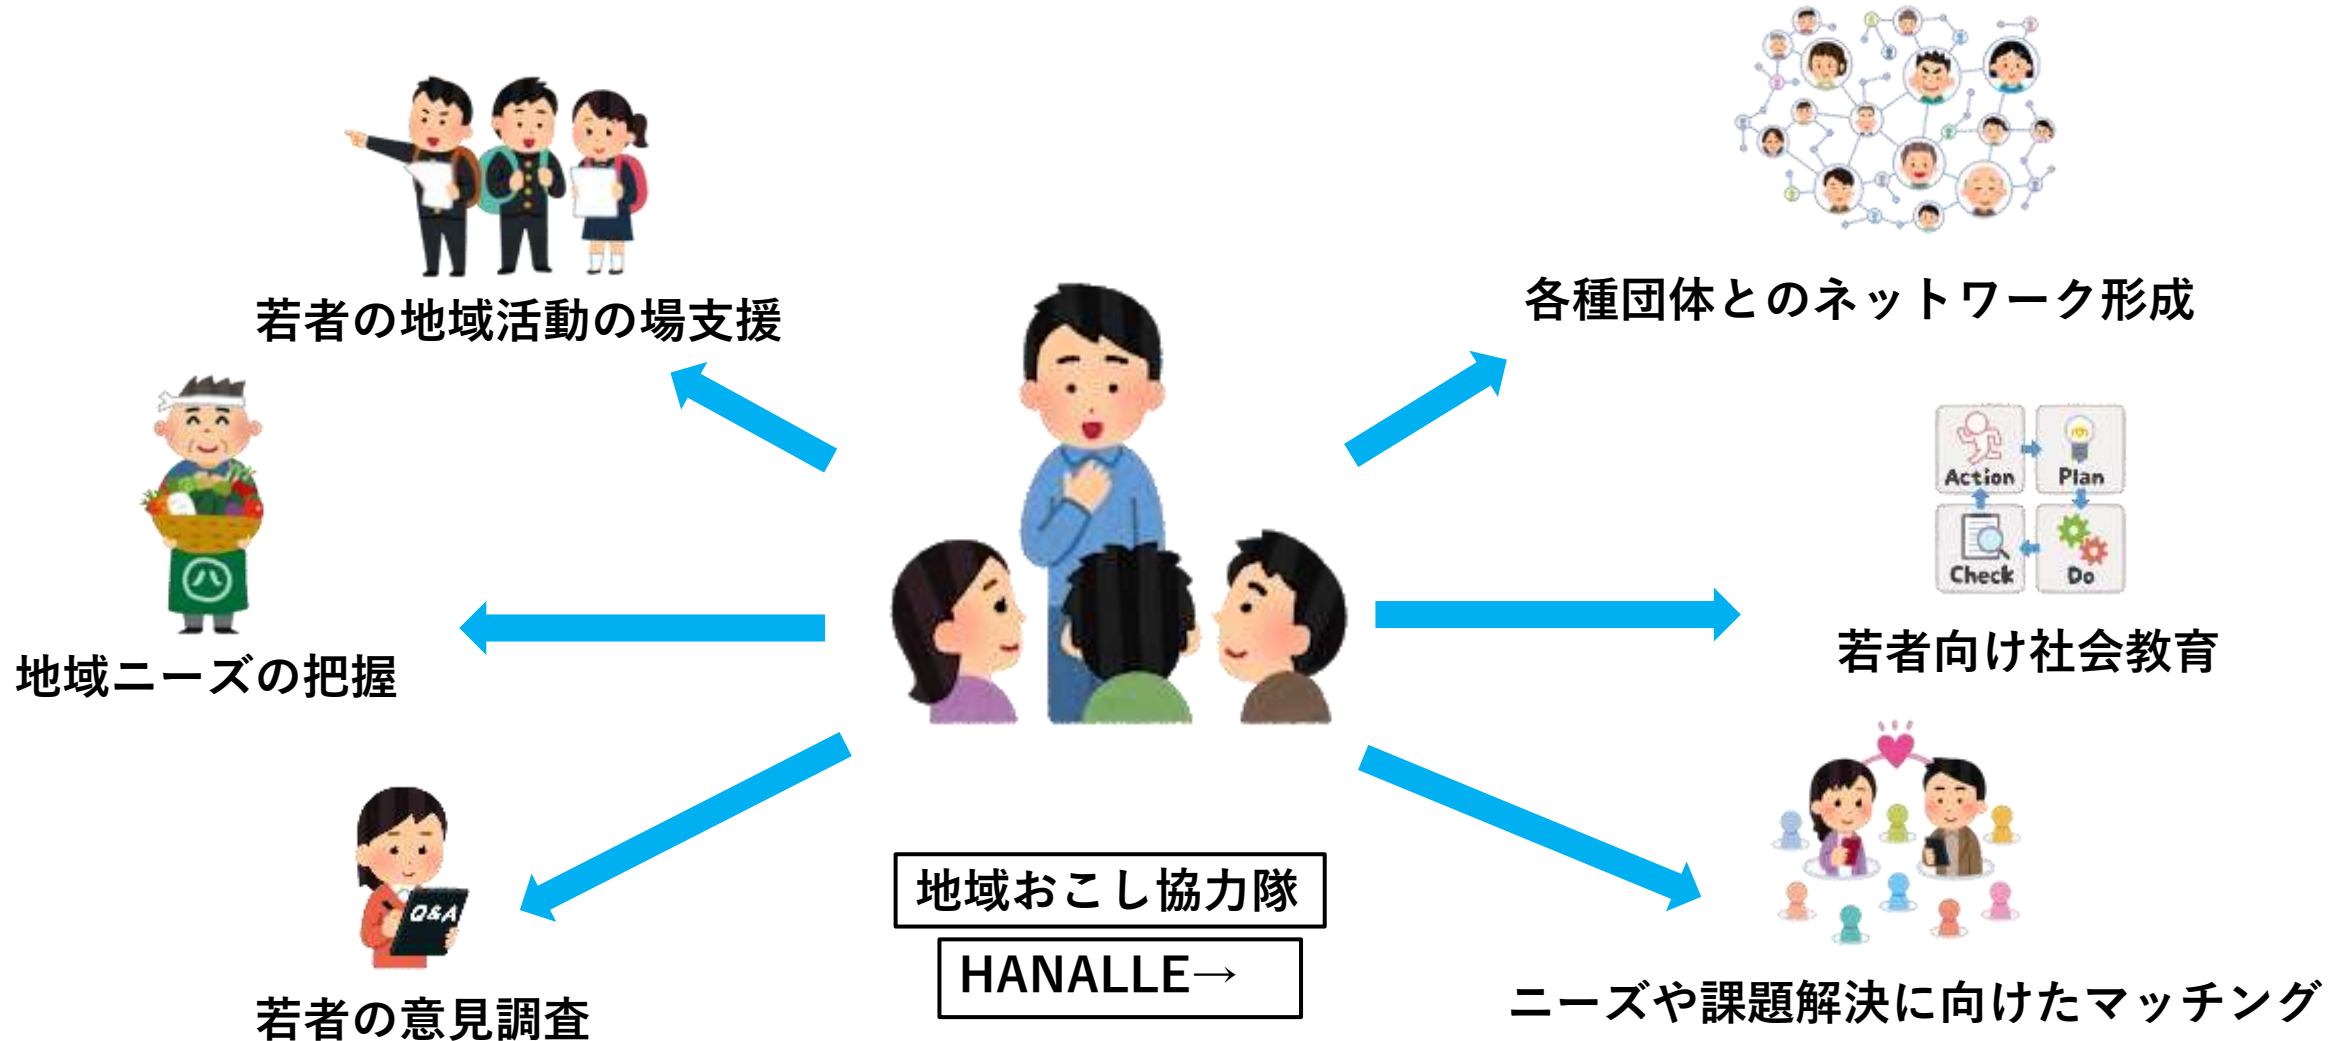 若者の地域活動の場支援
各種団体とのネットワーク形成
Action
Plan
Check
Do
地域ニーズの把握
若者向け社会教育
八
Q&A
地域おこし協力隊
HANALLE→
若者の意見調査
ニーズや課題解決に向けたマッチング